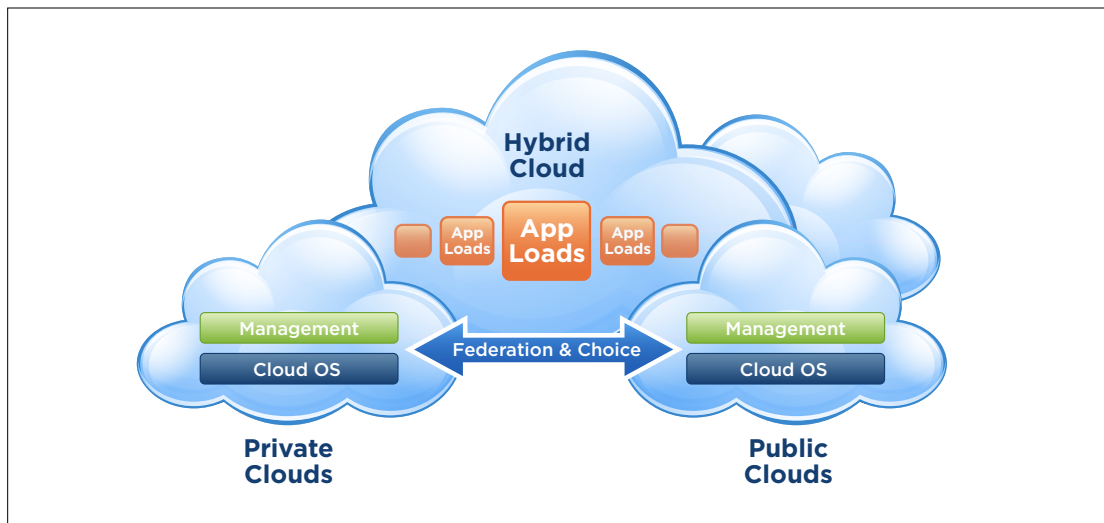 Hybrid
Cloud
App
Loads
App
Loads
App
Loads
Management
Cloud OS
Federation & Choice
Management
Cloud OS
Private
Clouds
Public
Clouds